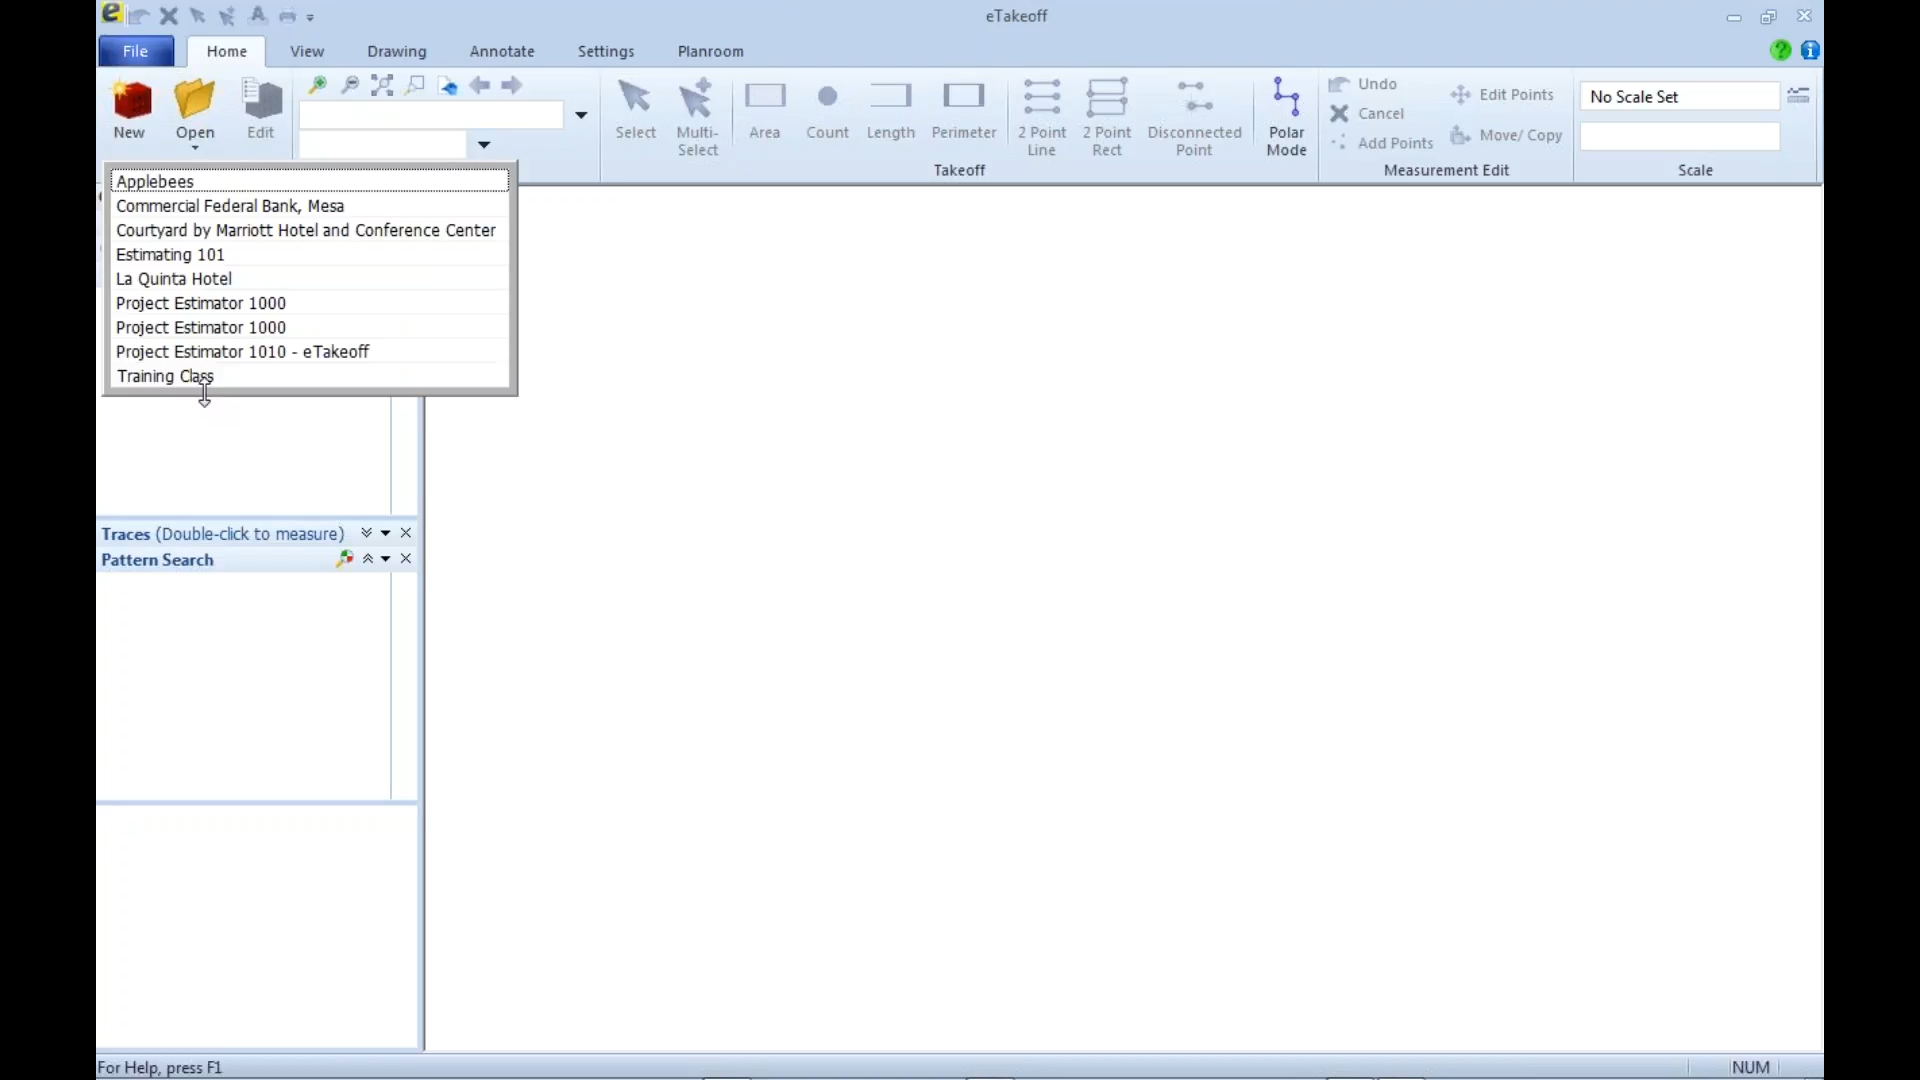 eTakeoff
File Home View Drawing Annotate Settings Planroom
New Open Edit
Select Multi-Select Area Count Length Perimeter 2 Point Line 2 Point Rect Disconnected Point Polar Mode
Undo
Cancel
Add Points
Edit Points
Move/ Copy
No Scale Set
Takeoff Measurement Edit Scale
Applebees
Commercial Federal Bank, Mesa
Courtyard by Marriott Hotel and Conference Center
Estimating 101
La Quinta Hotel
Project Estimator 1000
Project Estimator 1000
Project Estimator 1010 - eTakeoff
Training Class
Traces (Double-click to measure)
Pattern Search
For Help, press F1 NUM